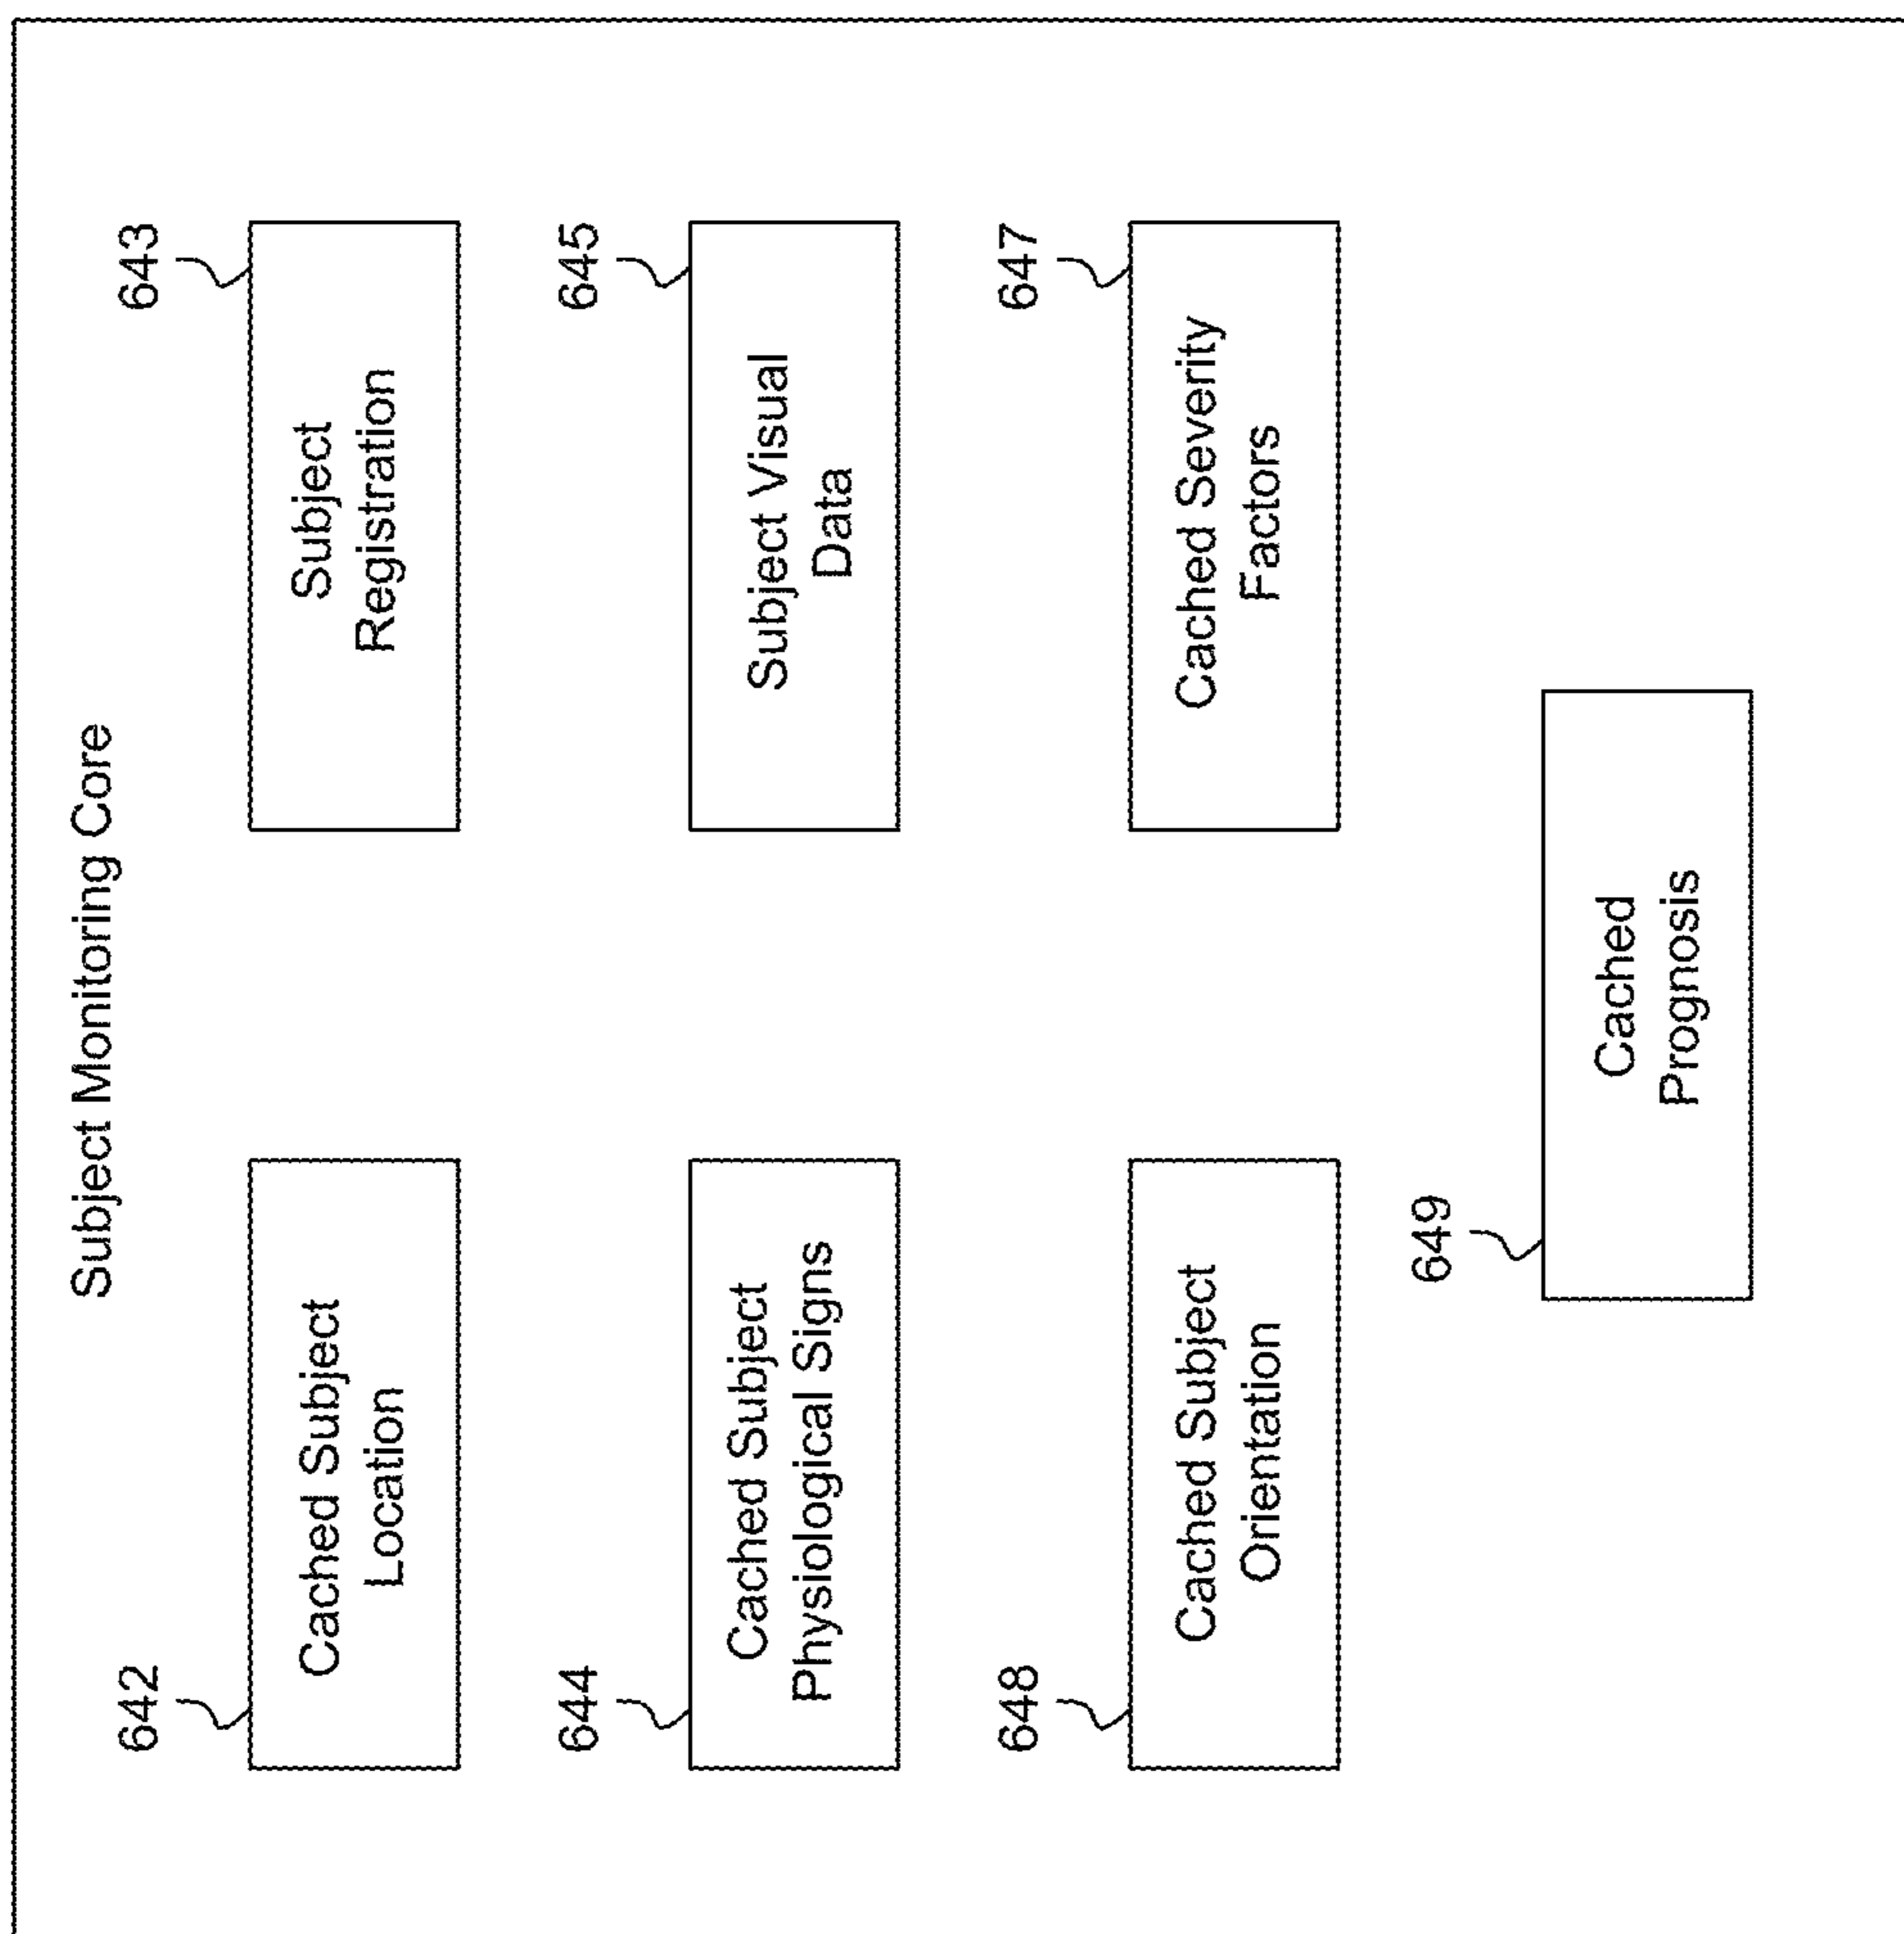 Subject Monitoring Core
642
Cached Subject
Location
643
Subject
Registration
644
Cached Subject
Physiological Signs
645
Subject Visual
Data
648
Cached Subject
Orientation
647
Cached Severity
Factors
649
Cached
Prognosis